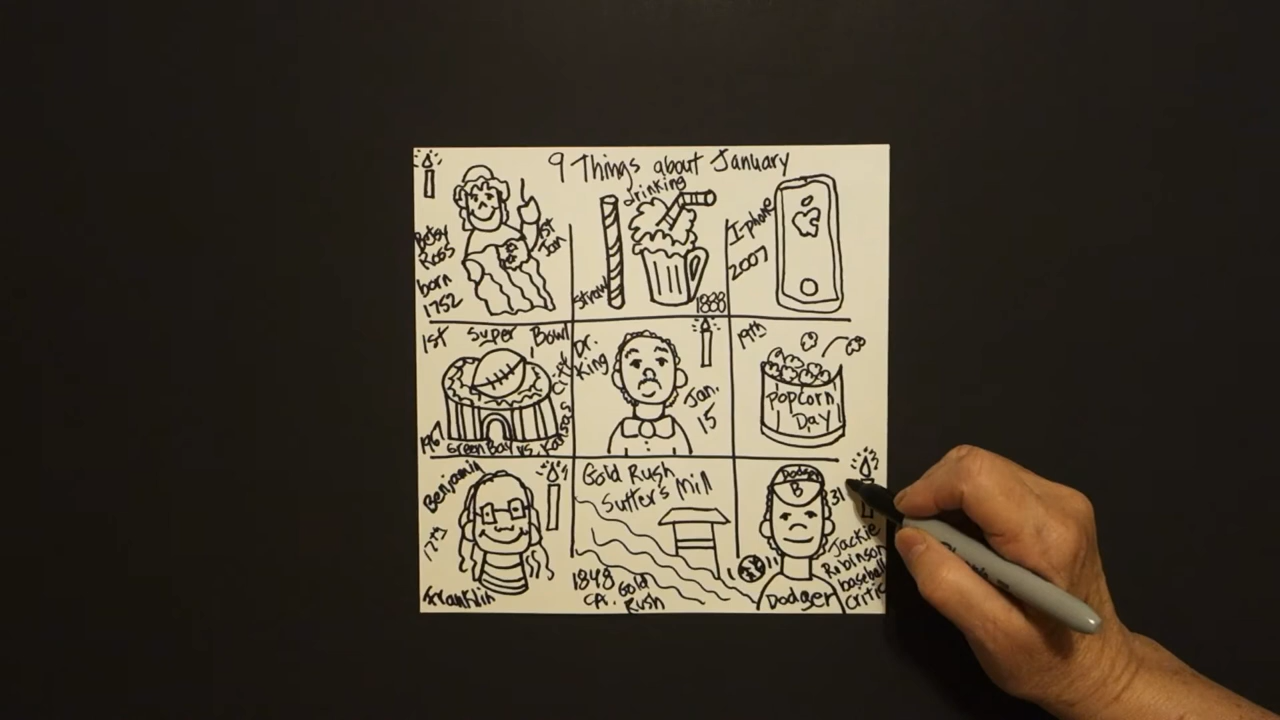 9 Things about January
Betsy
Ross
born
1752
1st
Jan
drinking
straw
1888
I-phone
2007
1st Super Bowl
1967
Green Bay vs. Kansas City
Dr.
King
Jan.
15
19th
Popcorn
Day
Benjamin
17th
Franklin
Gold Rush
Sutter's Mill
1848
CA. Gold
Rush
Dodger
B
31
Jackie
Robinson
baseball
Critic
Dodger